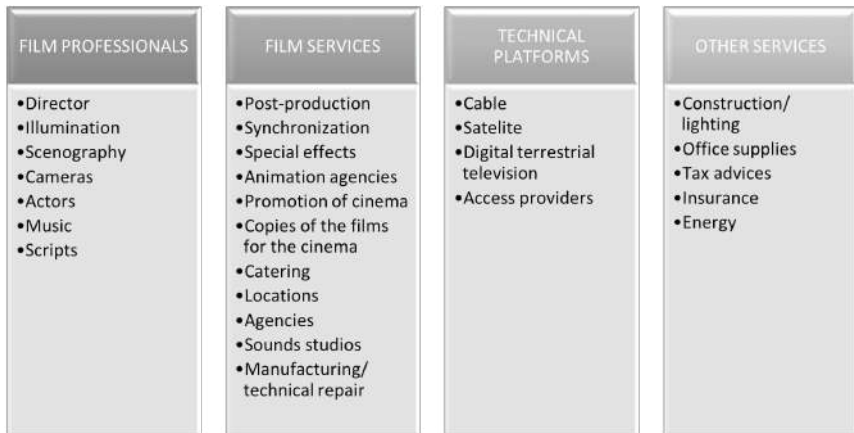 FILM PROFESSIONALS
•Director
•Illumination
•Scenography
•Cameras
•Actors
•Music
•Scripts
FILM SERVICES
•Post-production
•Synchronization
•Special effects
•Animation agencies
•Promotion of cinema
•Copies of the films
for the cinema
•Catering
•Locations
•Agencies
•Sounds studios
•Manufacturing/
technical repair
TECHNICAL
PLATFORMS
•Cable
•Satelite
•Digital terrestrial
television
•Access providers
OTHER SERVICES
•Construction/
lighting
•Office supplies
•Tax advices
•Insurance
•Energy